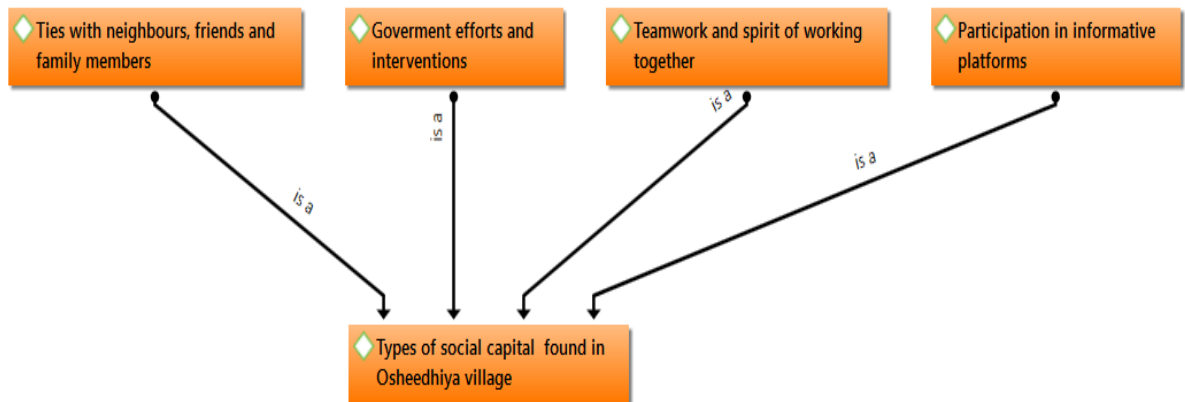 Ties with neighbours, friends and
family members
Goverment efforts and
interventions
Teamwork and spirit of working
together
Participation in informative
platforms
is a
is a
is a
is a
Types of social capital found in
Osheedhiya village